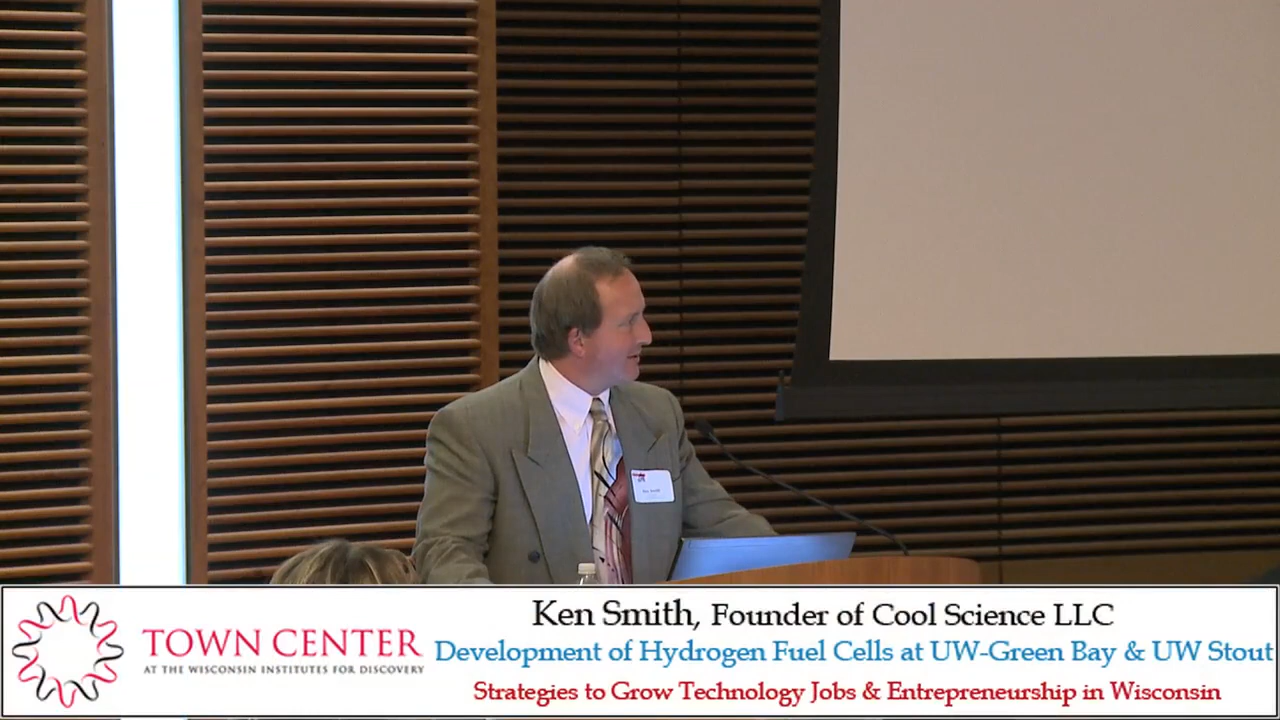 Ken Smith, Founder of Cool Science LLC
TOWN CENTER
AT THE WISCONSIN INSTITUTES FOR DISCOVERY
Development of Hydrogen Fuel Cells at UW-Green Bay & UW Stout
Strategies to Grow Technology Jobs & Entrepreneurship in Wisconsin